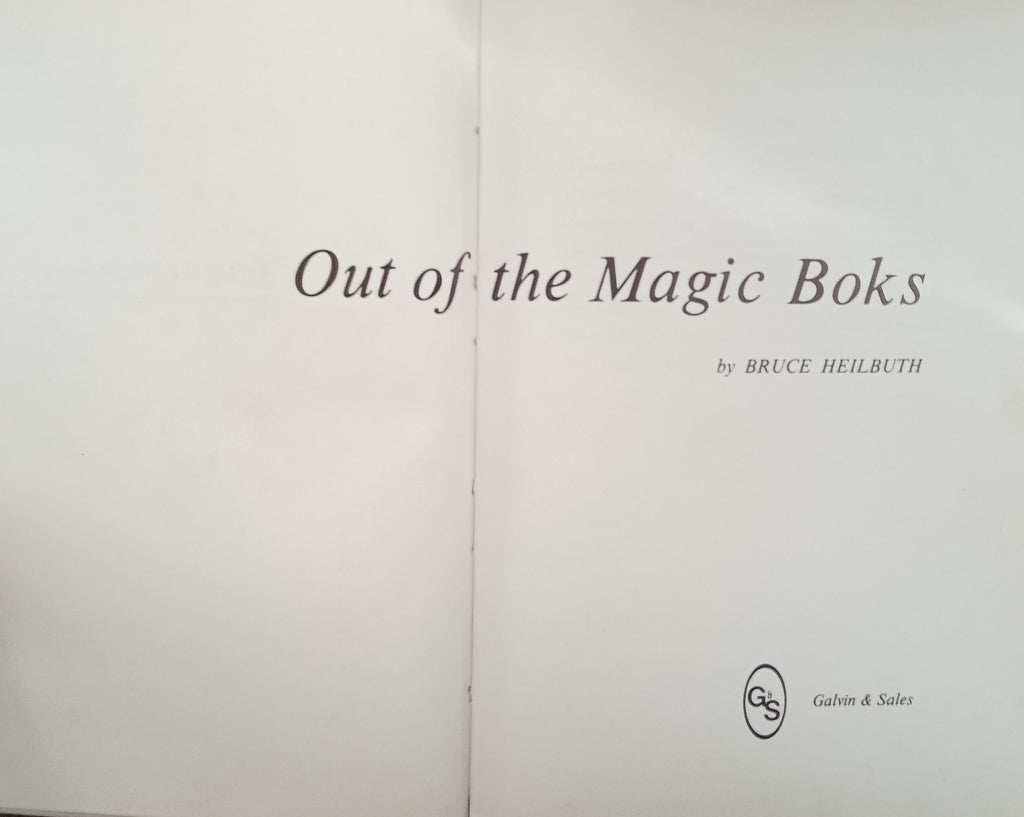 Out of the Magic Boks
by BRUCE HEILBUTH
G&S Galvin & Sales